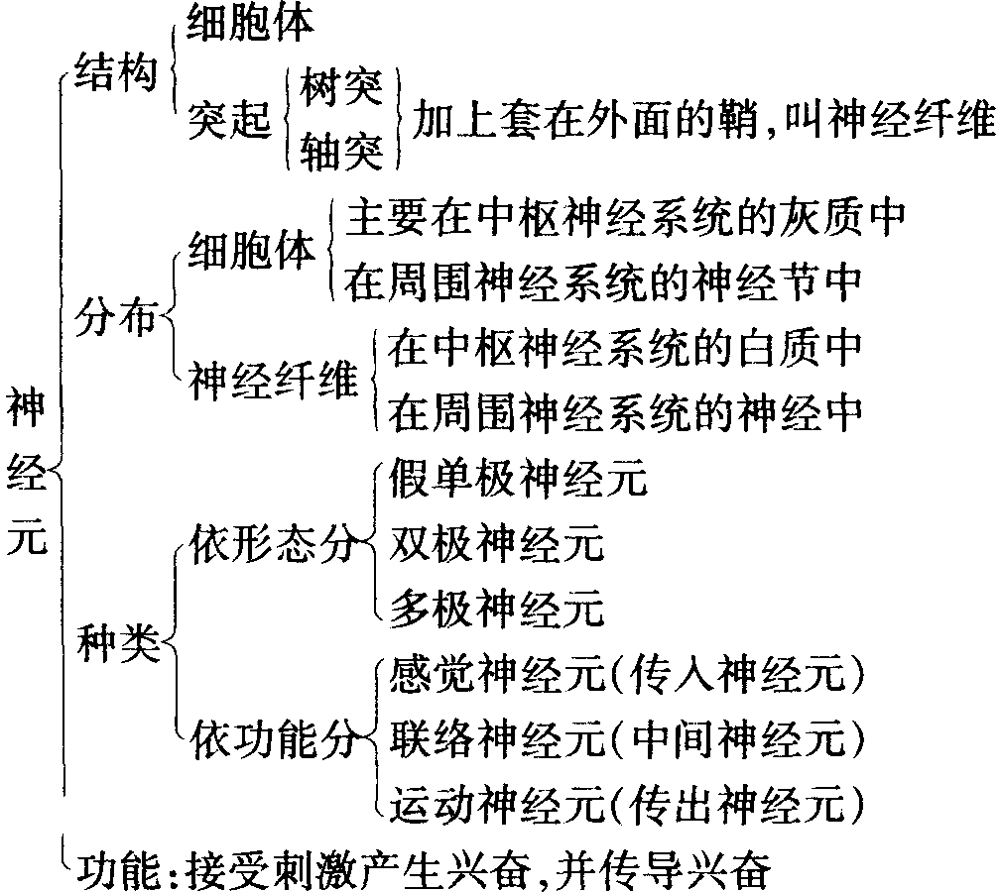 神经元
结构
细胞体
突起
树突
轴突
加上套在外面的鞘,叫神经纤维
分布
细胞体
主要在中枢神经系统的灰质中
在周围神经系统的神经节中
神经纤维
在中枢神经系统的白质中
在周围神经系统的神经中
种类
依形态分
假单极神经元
双极神经元
多极神经元
依功能分
感觉神经元(传入神经元)
联络神经元(中间神经元)
运动神经元(传出神经元)
功能:接受刺激产生兴奋,并传导兴奋